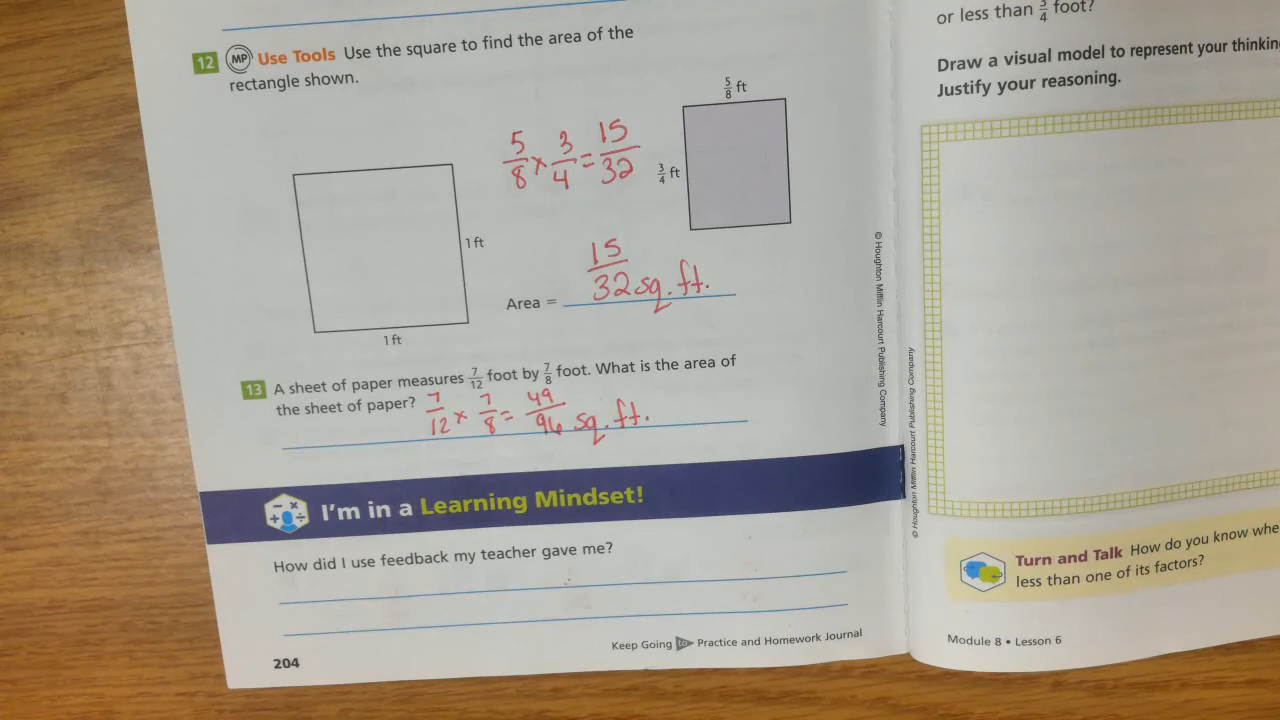 12 MP Use Tools Use the square to find the area of the
rectangle shown.
5/8 ft
5/8 × 3/4 = 15/32
3/4 ft
1 ft
1 ft
15/32 sq. ft.
Area =
13 A sheet of paper measures 7/12 foot by 7/8 foot. What is the area of
the sheet of paper? 7/12 × 7/8 = 49/96 sq. ft.
© Houghton Mifflin Harcourt Publishing Company
I'm in a Learning Mindset!
How did I use feedback my teacher gave me?
Keep Going to Practice and Homework Journal
204
or less than 3/4 foot?
Draw a visual model to represent your thinking
Justify your reasoning.
© Houghton Mifflin Harcourt Publishing Company
Turn and Talk How do you know whe
less than one of its factors?
Module 8 • Lesson 6